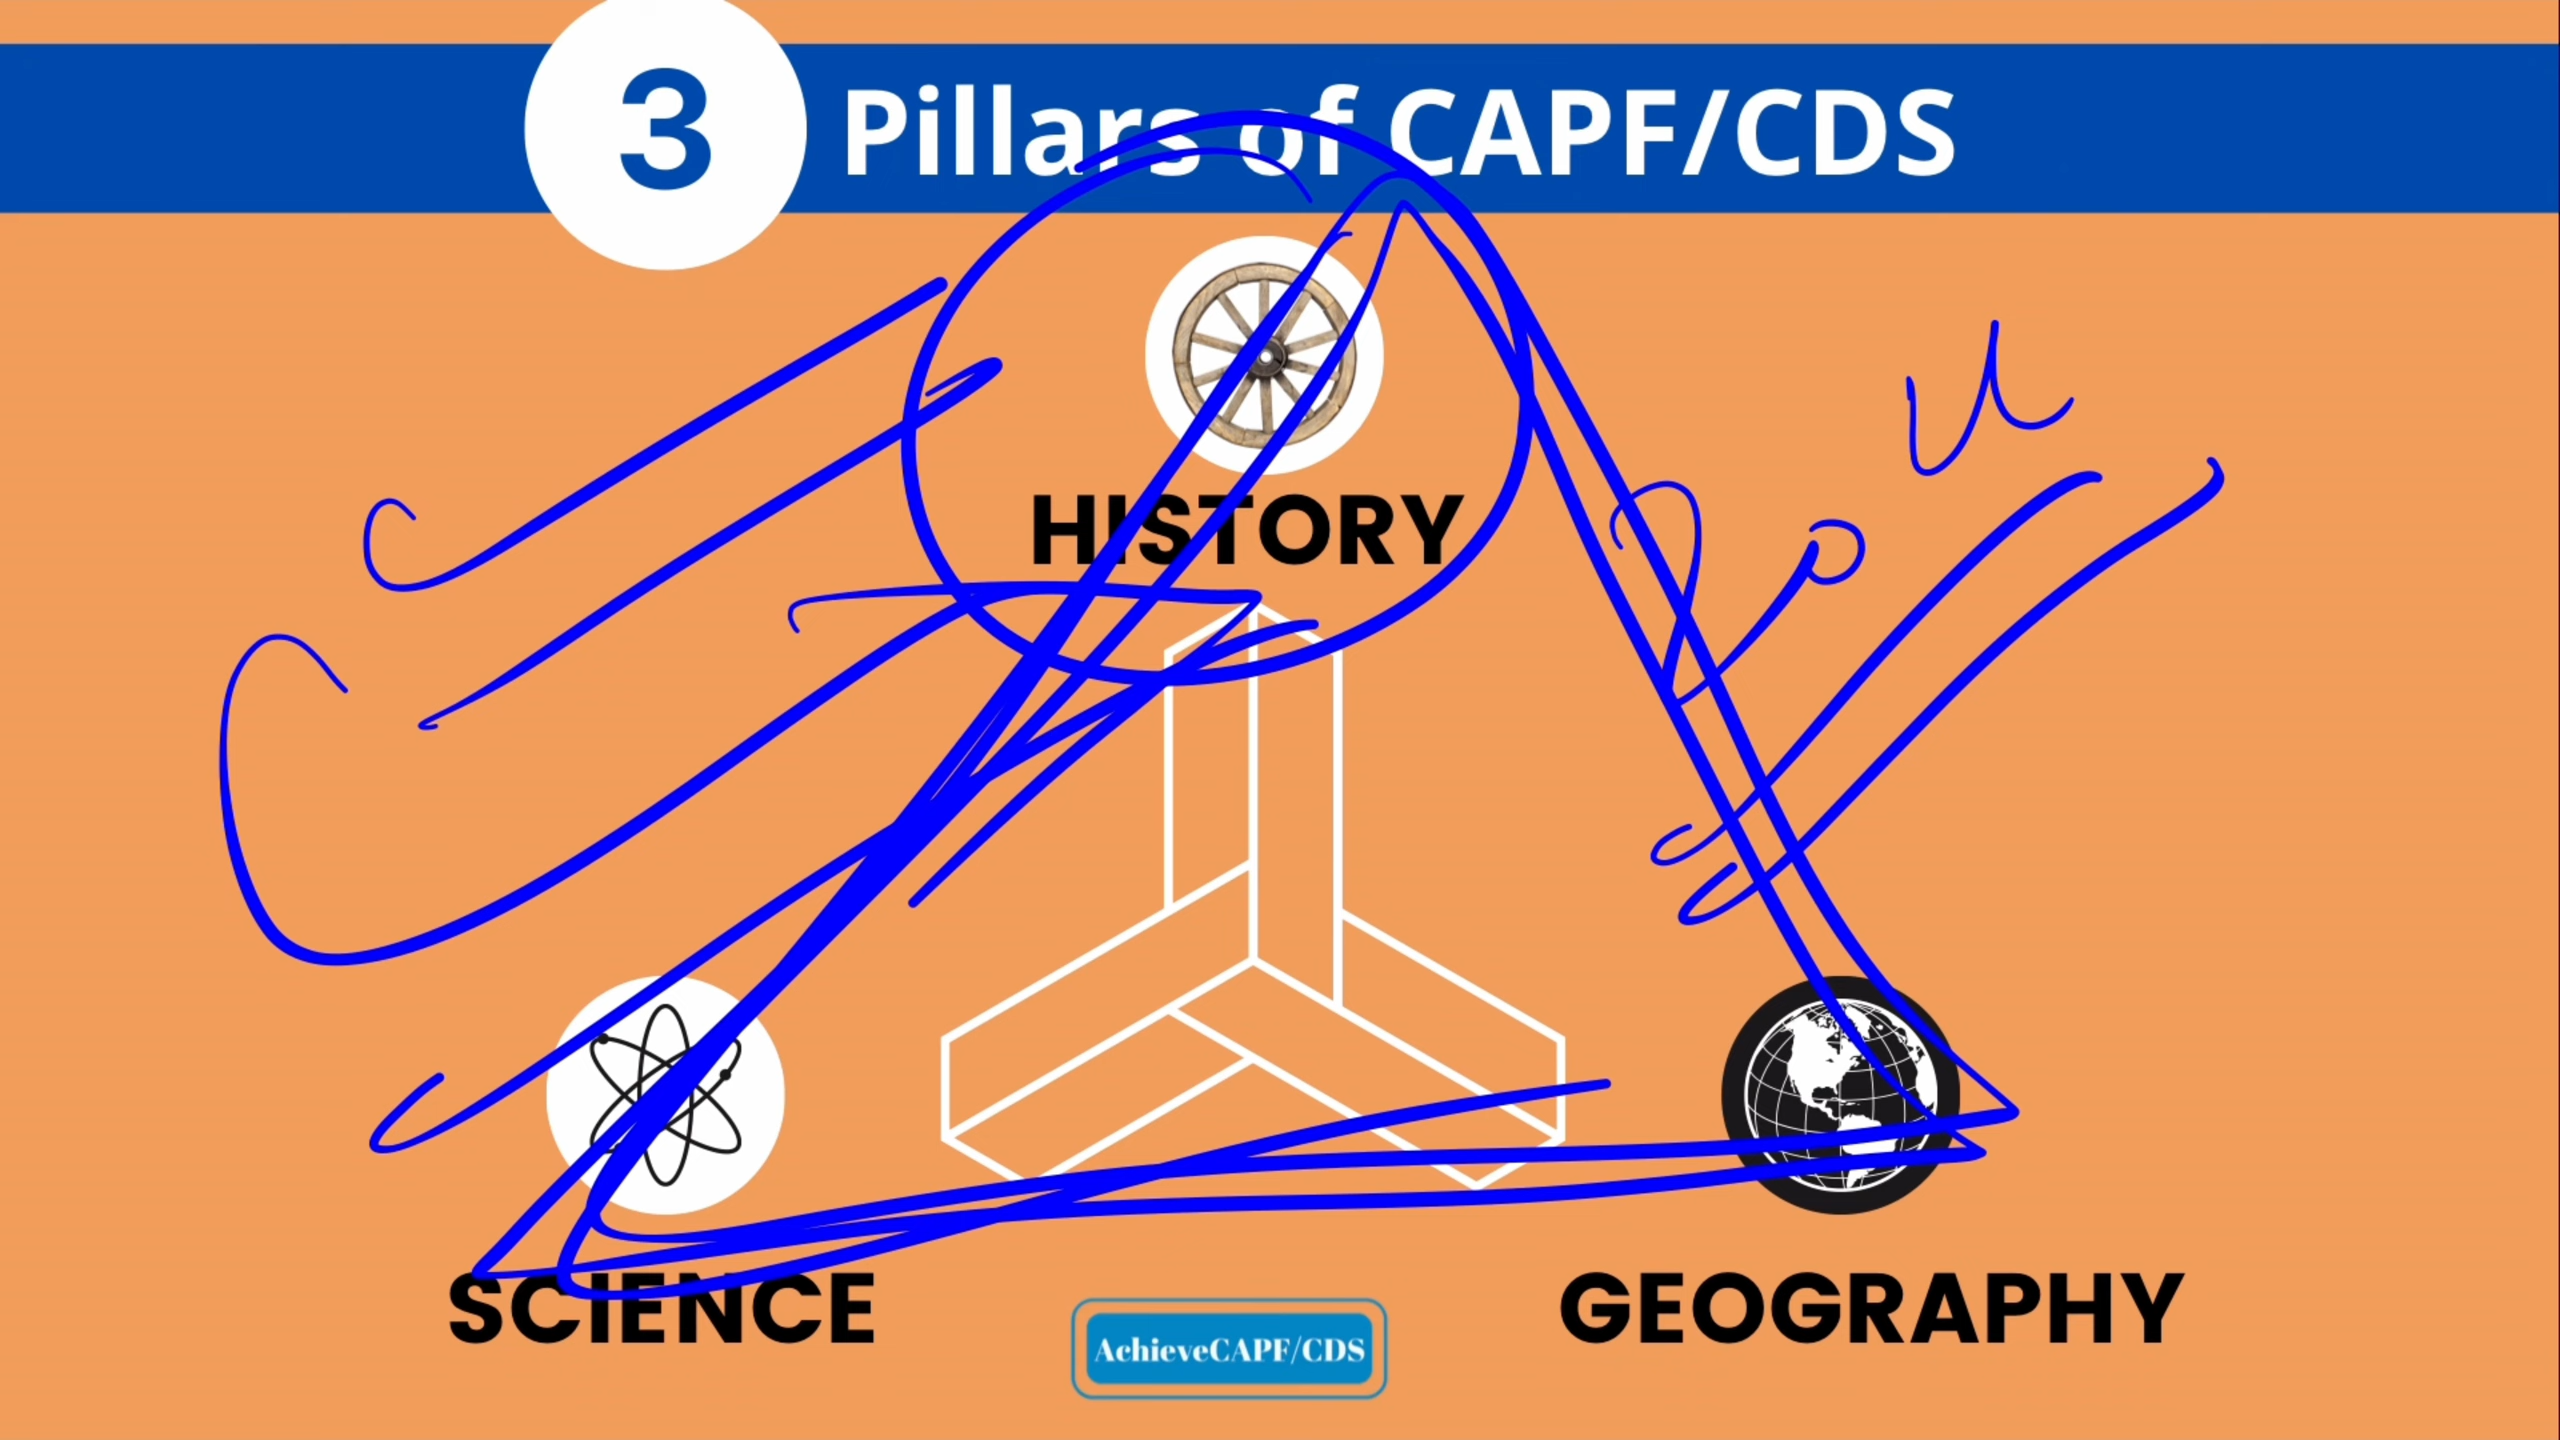 3 Pillars of CAPF/CDS
HISTORY
SCIENCE
GEOGRAPHY
AchieveCAPF/CDS